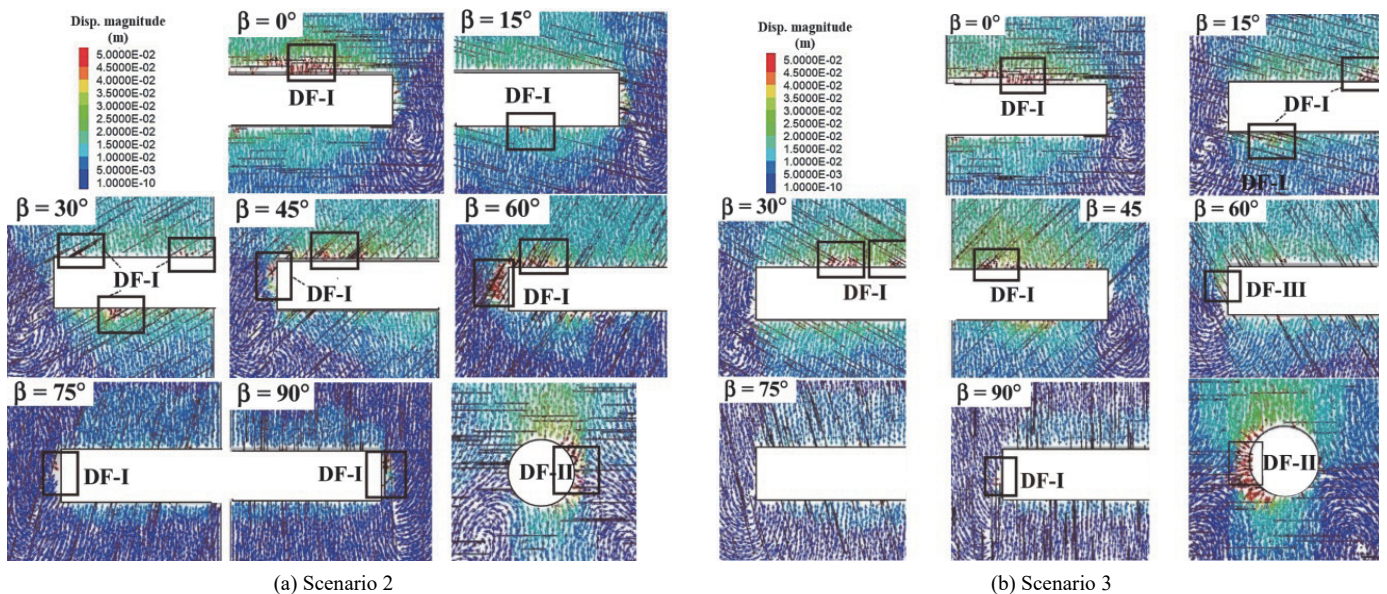 Disp. magnitude
(m)
5.0000E-02
4.5000E-02
4.0000E-02
3.5000E-02
3.0000E-02
2.5000E-02
2.0000E-02
1.5000E-02
1.0000E-02
5.0000E-03
1.0000E-10
β = 0°
DF-I
β = 15°
DF-I
β = 30°
DF-I
β = 45°
DF-I
β = 60°
DF-I
β = 75°
DF-I
β = 90°
DF-I
DF-II
(a) Scenario 2
Disp. magnitude
(m)
5.0000E-02
4.5000E-02
4.0000E-02
3.5000E-02
3.0000E-02
2.5000E-02
2.0000E-02
1.5000E-02
1.0000E-02
5.0000E-03
1.0000E-10
β = 0°
DF-I
β = 15°
DF-I
DF-I
β = 30°
DF-I
β = 45
DF-I
β = 60°
DF-III
β = 75°
β = 90°
DF-I
DF-II
(b) Scenario 3